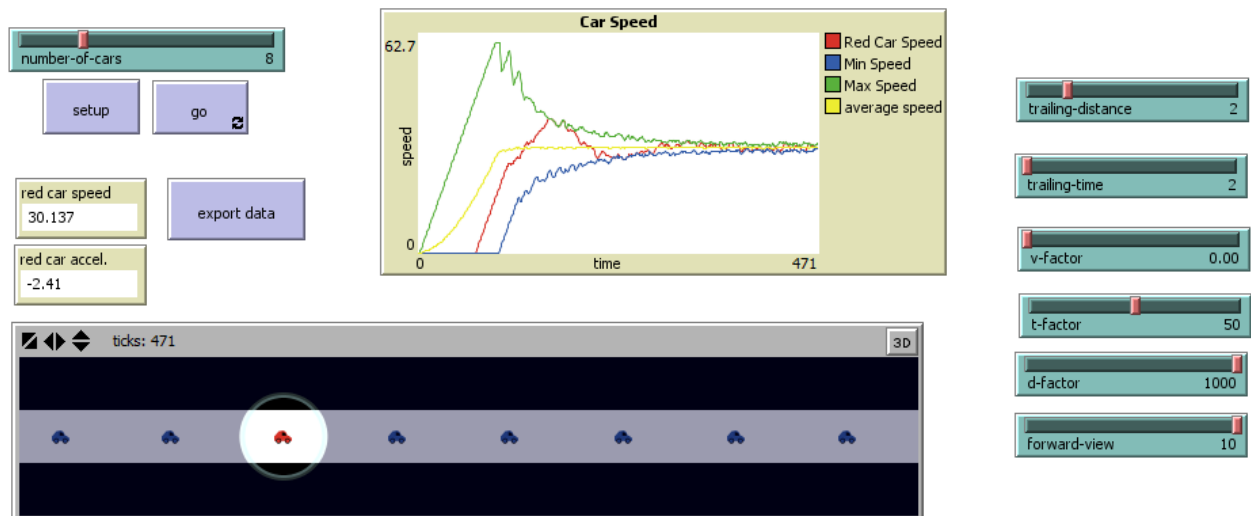 number-of-cars 8
setup
go
red car speed
30.137
export data
red car accel.
-2.41
Car Speed
62.7
speed
0
0
time
471
Red Car Speed
Min Speed
Max Speed
average speed
trailing-distance 2
trailing-time 2
v-factor 0.00
t-factor 50
d-factor 1000
forward-view 10
ticks: 471
3D